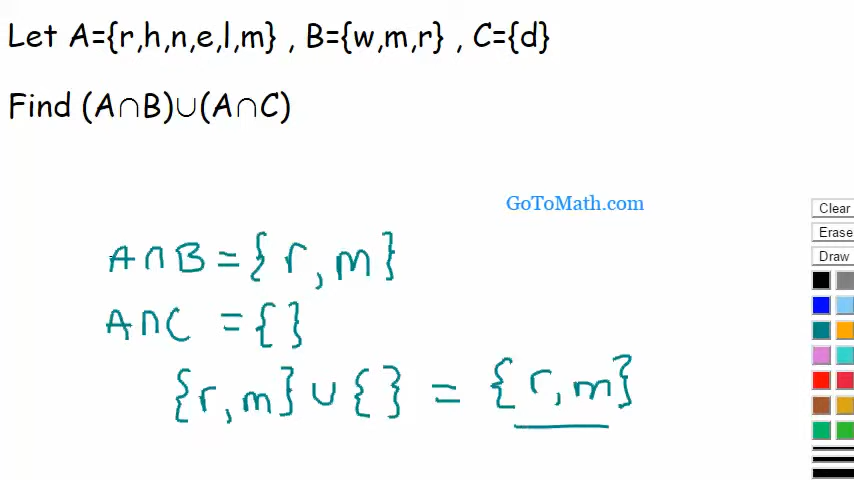 Let A={r,h,n,e,l,m} , B={w,m,r} , C={d}
Find (A∩B)∪(A∩C)
GoToMath.com
Clear
Erase
Draw
A∩B = {r,m}
A∩C = {}
{r,m} ∪ {} = {r,m}